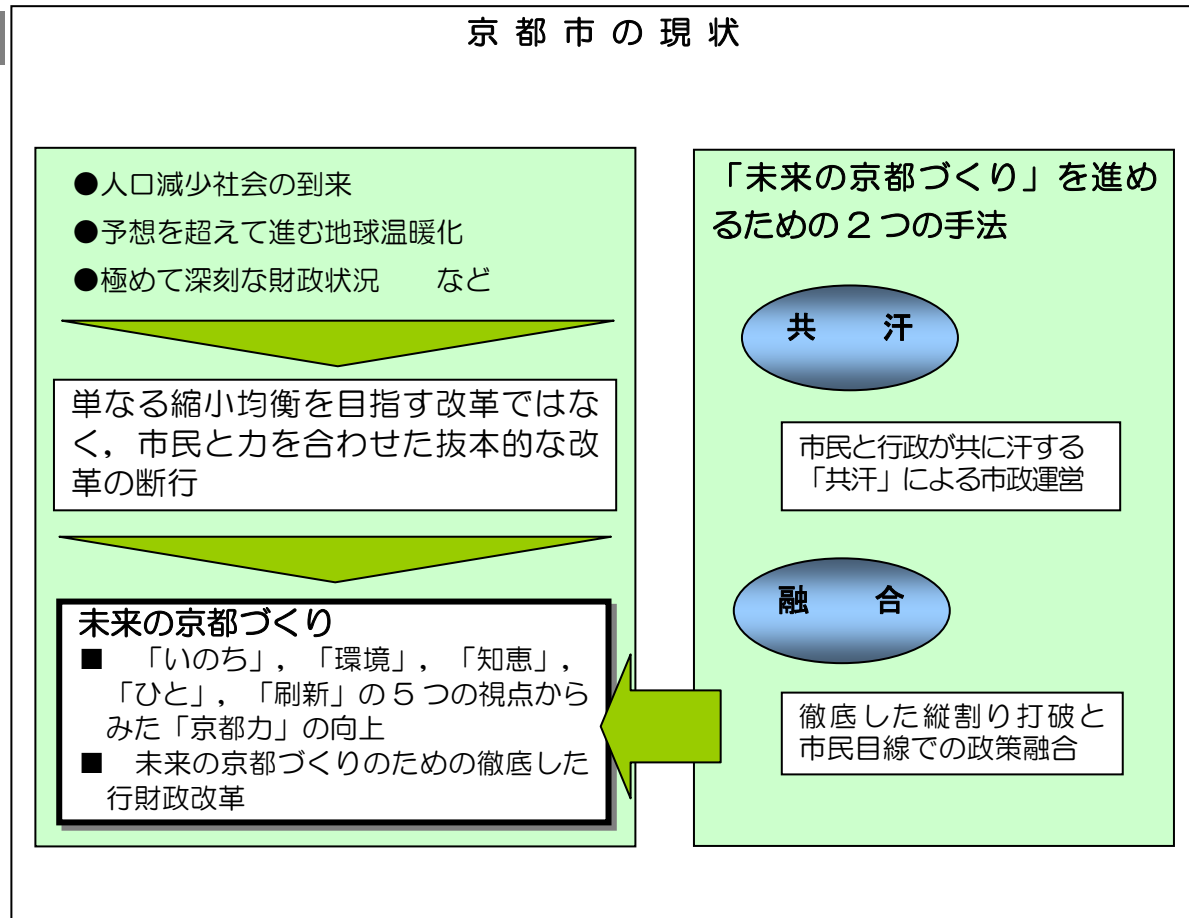 京都市の現状
●人口減少社会の到来
●予想を超えて進む地球温暖化
●極めて深刻な財政状況　　など
単なる縮小均衡を目指す改革ではな
く，市民と力を合わせた抜本的な改
革の断行
未来の京都づくり
■　「いのち」，「環境」，「知恵」，
「ひと」，「刷新」の５つの視点から
みた「京都力」の向上
■　未来の京都づくりのための徹底した
行財政改革
「未来の京都づくり」を進め
るための２つの手法
共　　汗
市民と行政が共に汗する
「共汗」による市政運営
融　　合
徹底した縦割り打破と
市民目線での政策融合